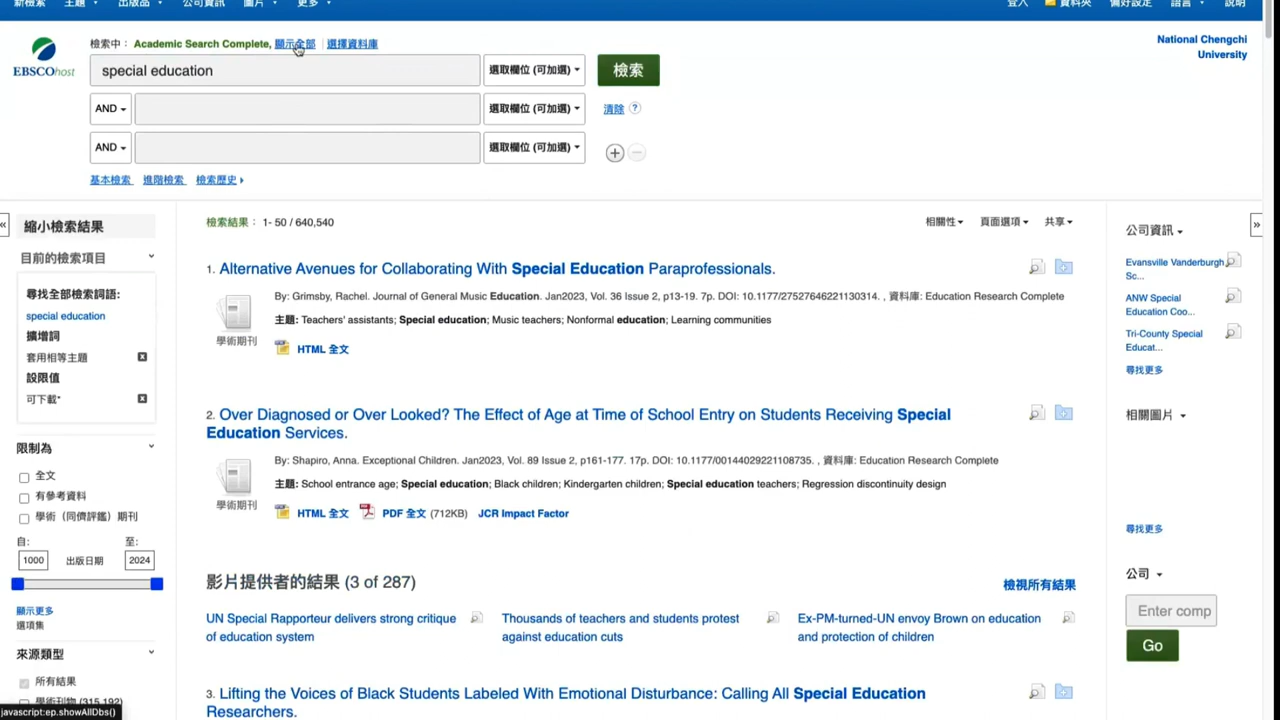 新檢索 主題 出版品 公司資訊 圖片 更多 登入 資料夾 偏好設定 語言 說明
檢索中： Academic Search Complete, 顯示全部 | 選擇資料庫
National Chengchi
University
EBSCOhost
special education 選取欄位 (可加選) 檢索
AND 選取欄位 (可加選) 清除 ?
AND 選取欄位 (可加選)
基本檢索 進階檢索 檢索歷史
« 縮小檢索結果
目前的檢索項目
尋找全部檢索詞語:
special education
擴增詞
套用相等主題
設限值
可下載*
限制為
全文
有參考資料
學術（同儕評鑑）期刊
自: 至:
1000 出版日期 2024
顯示更多
選項集
來源類型
所有結果
學術刊物 (315,192)
javascript:ep.showAllDbs()
檢索結果： 1- 50 / 640,540 相關性 頁面選項 共享
1. Alternative Avenues for Collaborating With Special Education Paraprofessionals.
By: Grimsby, Rachel. Journal of General Music Education. Jan2023, Vol. 36 Issue 2, p13-19. 7p. DOI: 10.1177/27527646221130314. , 資料庫: Education Research Complete
主題: Teachers' assistants; Special education; Music teachers; Nonformal education; Learning communities
學術期刊
HTML 全文
2. Over Diagnosed or Over Looked? The Effect of Age at Time of School Entry on Students Receiving Special
Education Services.
By: Shapiro, Anna. Exceptional Children. Jan2023, Vol. 89 Issue 2, p161-177. 17p. DOI: 10.1177/00144029221108735. , 資料庫: Education Research Complete
主題: School entrance age; Special education; Black children; Kindergarten children; Special education teachers; Regression discontinuity design
學術期刊
HTML 全文 PDF 全文 (712KB) JCR Impact Factor
影片提供者的結果 (3 of 287) 檢視所有結果
UN Special Rapporteur delivers strong critique
of education system
Thousands of teachers and students protest
against education cuts
Ex-PM-turned-UN envoy Brown on education
and protection of children
3. Lifting the Voices of Black Students Labeled With Emotional Disturbance: Calling All Special Education
Researchers.
公司資訊 »
Evansville Vanderburgh
Sc...
ANW Special
Education Coo...
Tri-County Special
Educat...
尋找更多
相關圖片
尋找更多
公司
Enter comp
Go